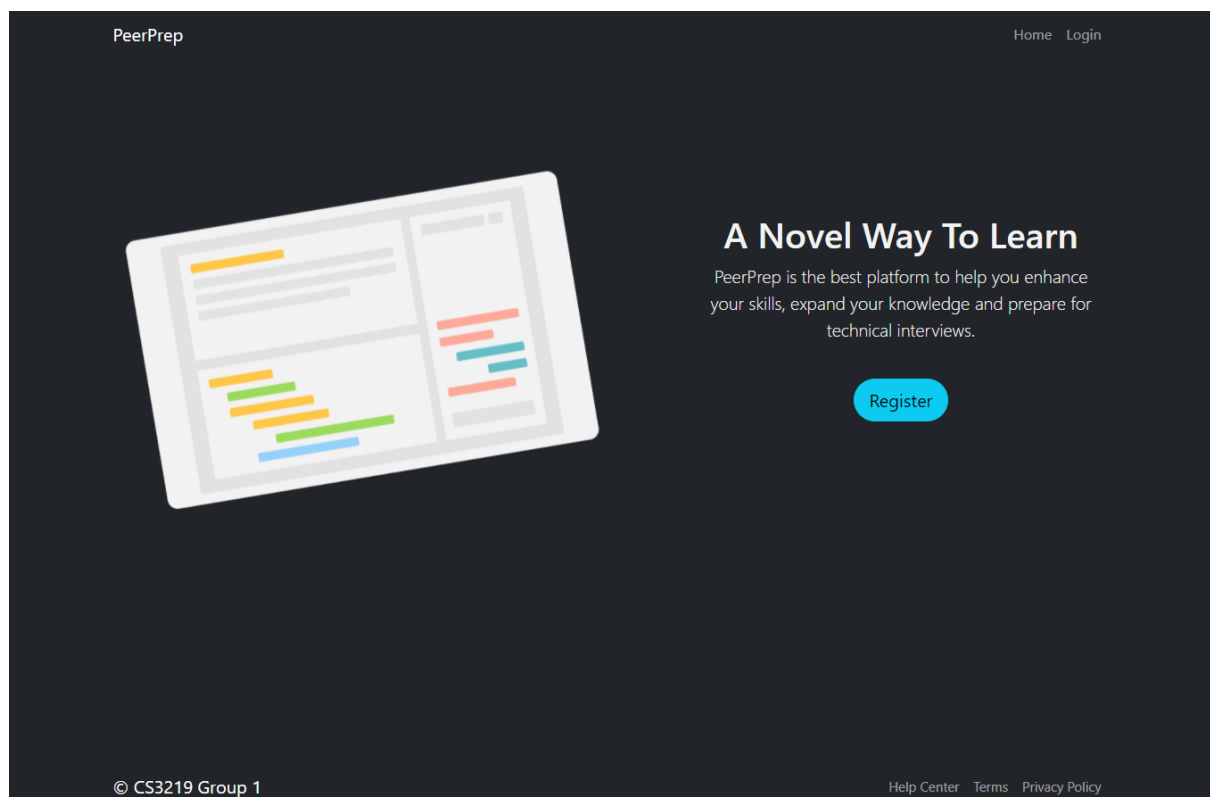 PeerPrep
Home Login
A Novel Way To Learn
PeerPrep is the best platform to help you enhance
your skills, expand your knowledge and prepare for
technical interviews.
Register
© CS3219 Group 1
Help Center Terms Privacy Policy